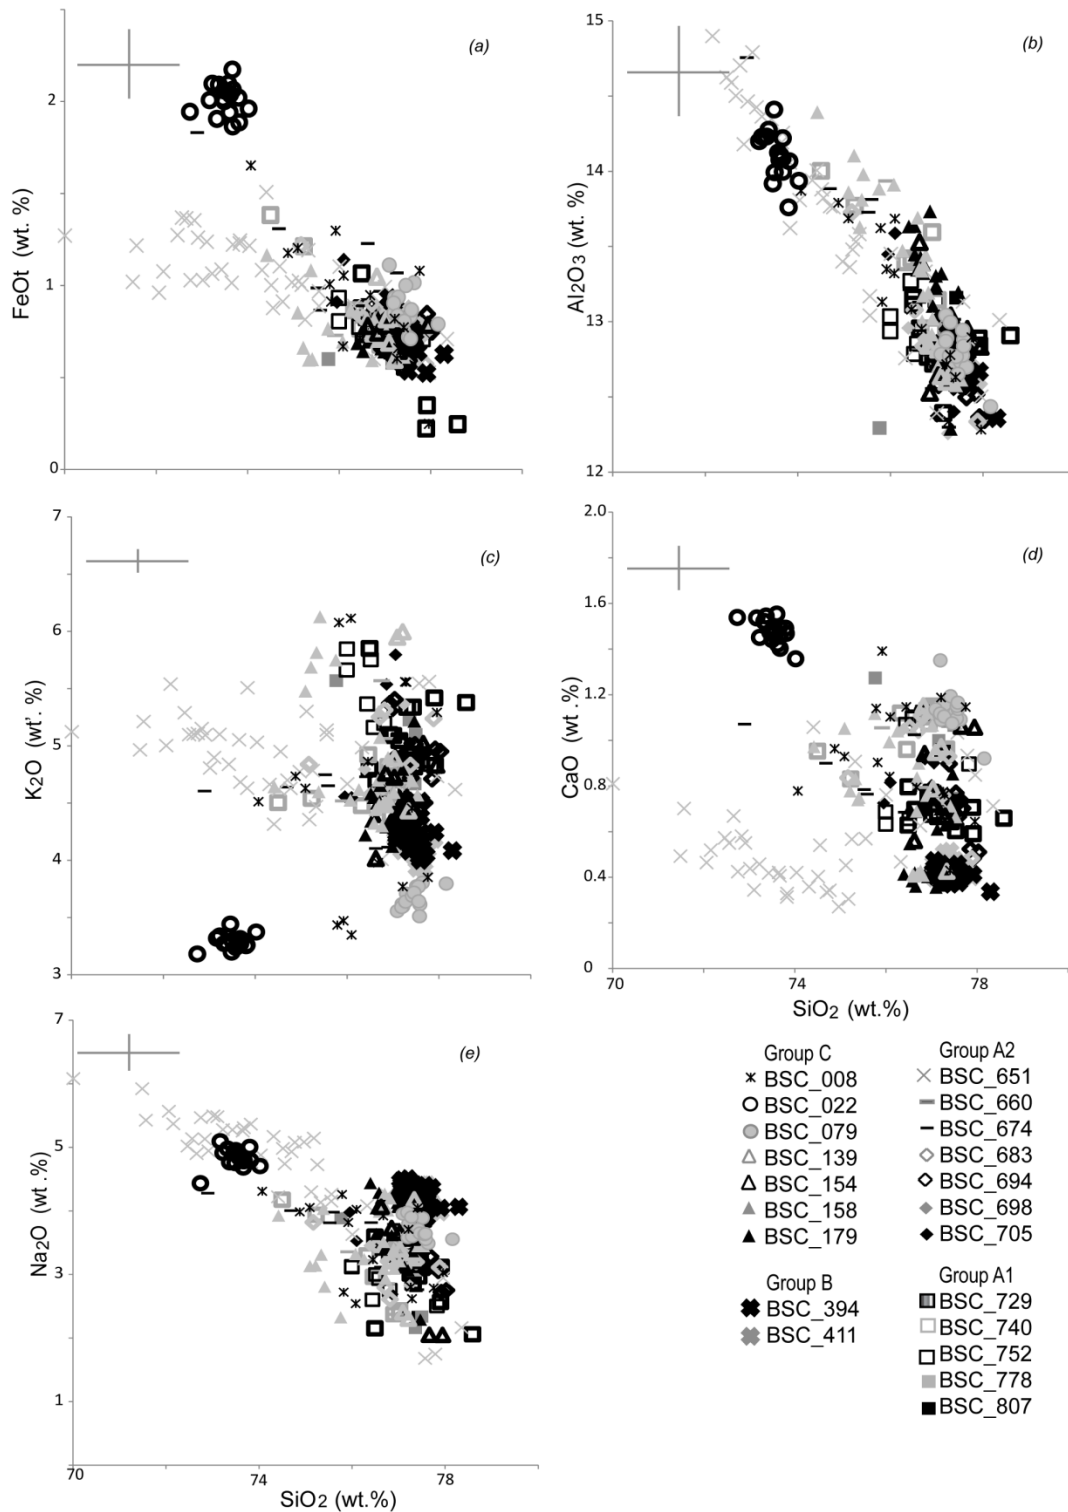 (a)
FeOt (wt. %)
2
1
0
(b)
Al2O3 (wt. %)
15
14
13
12
(c)
K2O (wt'. %)
7
6
5
4
3
(d)
CaO (wt .%)
2.0
1.6
1.2
0.8
0.4
0
70 74 78
SiO2 (wt.%)
(e)
Na2O (wt .%)
7
5
3
1
70 74 78
SiO2 (wt.%)
Group C
BSC_008
BSC_022
BSC_079
BSC_139
BSC_154
BSC_158
BSC_179
Group B
BSC_394
BSC_411
Group A2
BSC_651
BSC_660
BSC_674
BSC_683
BSC_694
BSC_698
BSC_705
Group A1
BSC_729
BSC_740
BSC_752
BSC_778
BSC_807